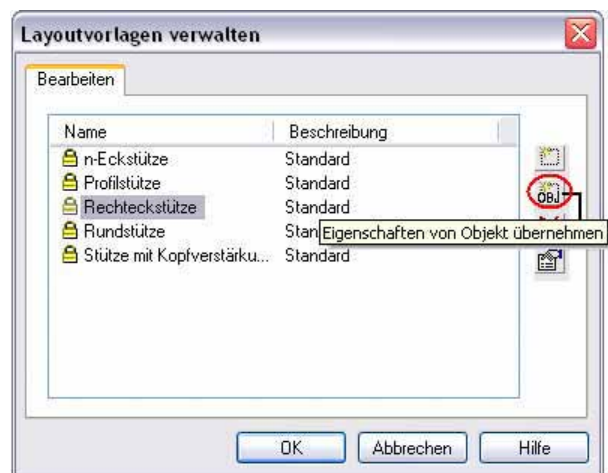 Layoutvorlagen verwalten
Bearbeiten
Name Beschreibung
n-Eckstütze Standard
Profilstütze Standard
OBJ
Rechteckstütze Standard
Rundstütze Stan
Eigenschaften von Objekt übernehmen
Stütze mit Kopfverstärku... Standard
OK Abbrechen Hilfe